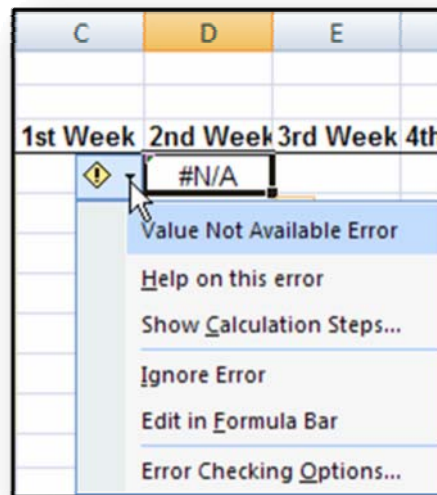 C D E
1st Week 2nd Week 3rd Week 4th
#N/A
Value Not Available Error
Help on this error
Show Calculation Steps...
Ignore Error
Edit in Formula Bar
Error Checking Options...